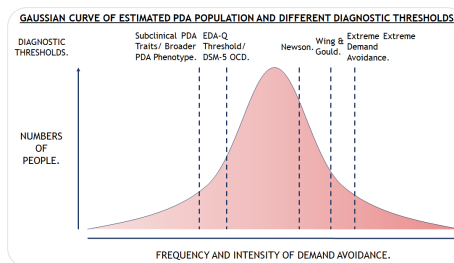 GAUSSIAN CURVE OF ESTIMATED PDA POPULATION AND DIFFERENT DIAGNOSTIC THRESHOLDS
DIAGNOSTIC
THRESHOLDS.
Subclinical PDA
Traits/ Broader
PDA Phenotype.
EDA-Q
Threshold/
DSM-5 OCD.
Newson.
Wing &
Gould.
Extreme Extreme
Demand
Avoidance.
NUMBERS
OF
PEOPLE.
FREQUENCY AND INTENSITY OF DEMAND AVOIDANCE.